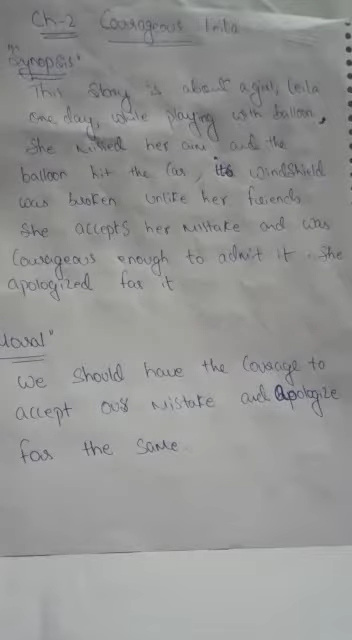 Ch-2 Courageous Leila
"Synopsis"
This story is about a girl, Leila
One day, while playing with balloon,
She missed her aim and the
balloon hit the Car, its windshield
was broken unlike her friends
She accepts her mistake and was
Courageous enough to admit it. She
apologized for it
Moral"
We should have the Courage to
accept our mistake and Apologize
for the same.